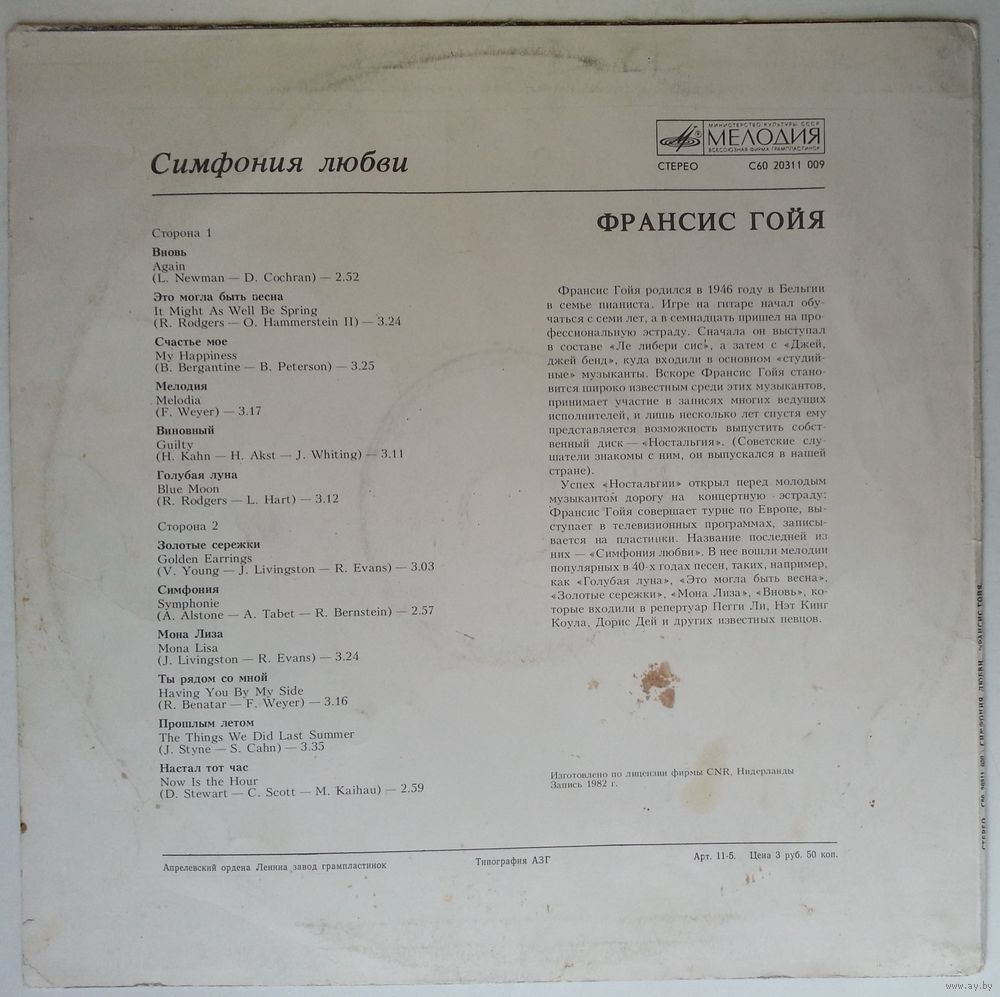 МИНИСТЕРСТВО КУЛЬТУРЫ СССР
МЕЛОДИЯ
ВСЕСОЮЗНАЯ ФИРМА ГРАМПЛАСТИНОК
Симфония любви
СТЕРЕО С60 20311 009
ФРАНСИС ГОЙЯ
Сторона 1
Вновь
Again
(L. Newman — D. Cochran) — 2.52
Это могла быть весна
It Might As Well Be Spring
(R. Rodgers — O. Hammerstein II) — 3.24
Счастье мое
My Happiness
(B. Bergantine — B. Peterson) — 3.25
Мелодия
Melodia
(F. Weyer) — 3.17
Виновный
Guilty
(H. Kahn — H. Akst — J. Whiting) — 3.11
Голубая луна
Blue Moon
(R. Rodgers — L. Hart) — 3.12
Сторона 2
Золотые сережки
Golden Earrings
(V. Young — J. Livingston — R. Evans) — 3.03
Симфония
Symphonie
(A. Alstone — A. Tabet — R. Bernstein) — 2.57
Мона Лиза
Mona Lisa
(J. Livingston — R. Evans) — 3.24
Ты рядом со мной
Having You By My Side
(R. Benatar — F. Weyer) — 3.16
Прошлым летом
The Things We Did Last Summer
(J. Styne — S. Cahn) — 3.35
Настал тот час
Now Is the Hour
(D. Stewart — C. Scott — M. Kaihau) — 2.59
Франсис Гойя родился в 1946 году в Бельгии
в семье пианиста. Игре на гитаре начал обу-
чаться с семи лет, а в семнадцать пришел на про-
фессиональную эстраду. Сначала он выступал
в составе «Ле либери сис», а затем с «Джей,
джей бенд», куда входили в основном «студий-
ные» музыканты. Вскоре Франсис Гойя стано-
вится широко известным среди этих музыкантов,
принимает участие в записях многих ведущих
исполнителей, и лишь несколько лет спустя ему
представляется возможность выпустить собст-
венный диск — «Ностальгия». (Советские слу-
шатели знакомы с ним, он выпускался в нашей
стране).
Успех «Ностальгии» открыл перед молодым
музыкантом дорогу на концертную эстраду:
Франсис Гойя совершает турне по Европе, вы-
ступает в телевизионных программах, записы-
вается на пластинки. Название последней из
них — «Симфония любви». В нее вошли мелодии
популярных в 40-х годах песен, таких, например,
как «Голубая луна», «Это могла быть весна»,
«Золотые сережки», «Мона Лиза», «Вновь», ко-
торые входили в репертуар Пегги Ли, Нэт Кинг
Коула, Дорис Дей и других известных певцов.
Изготовлено по лицензии фирмы CNR, Нидерланды
Запись 1982 г.
Апрелевский ордена Ленина завод грампластинок Типография АЗГ Арт. 11-5. Цена 3 руб. 50 коп.
СТЕРЕО С60 20311 009 СИМФОНИЯ ЛЮБВИ ФРАНСИС ГОЙЯ
www.ay.by